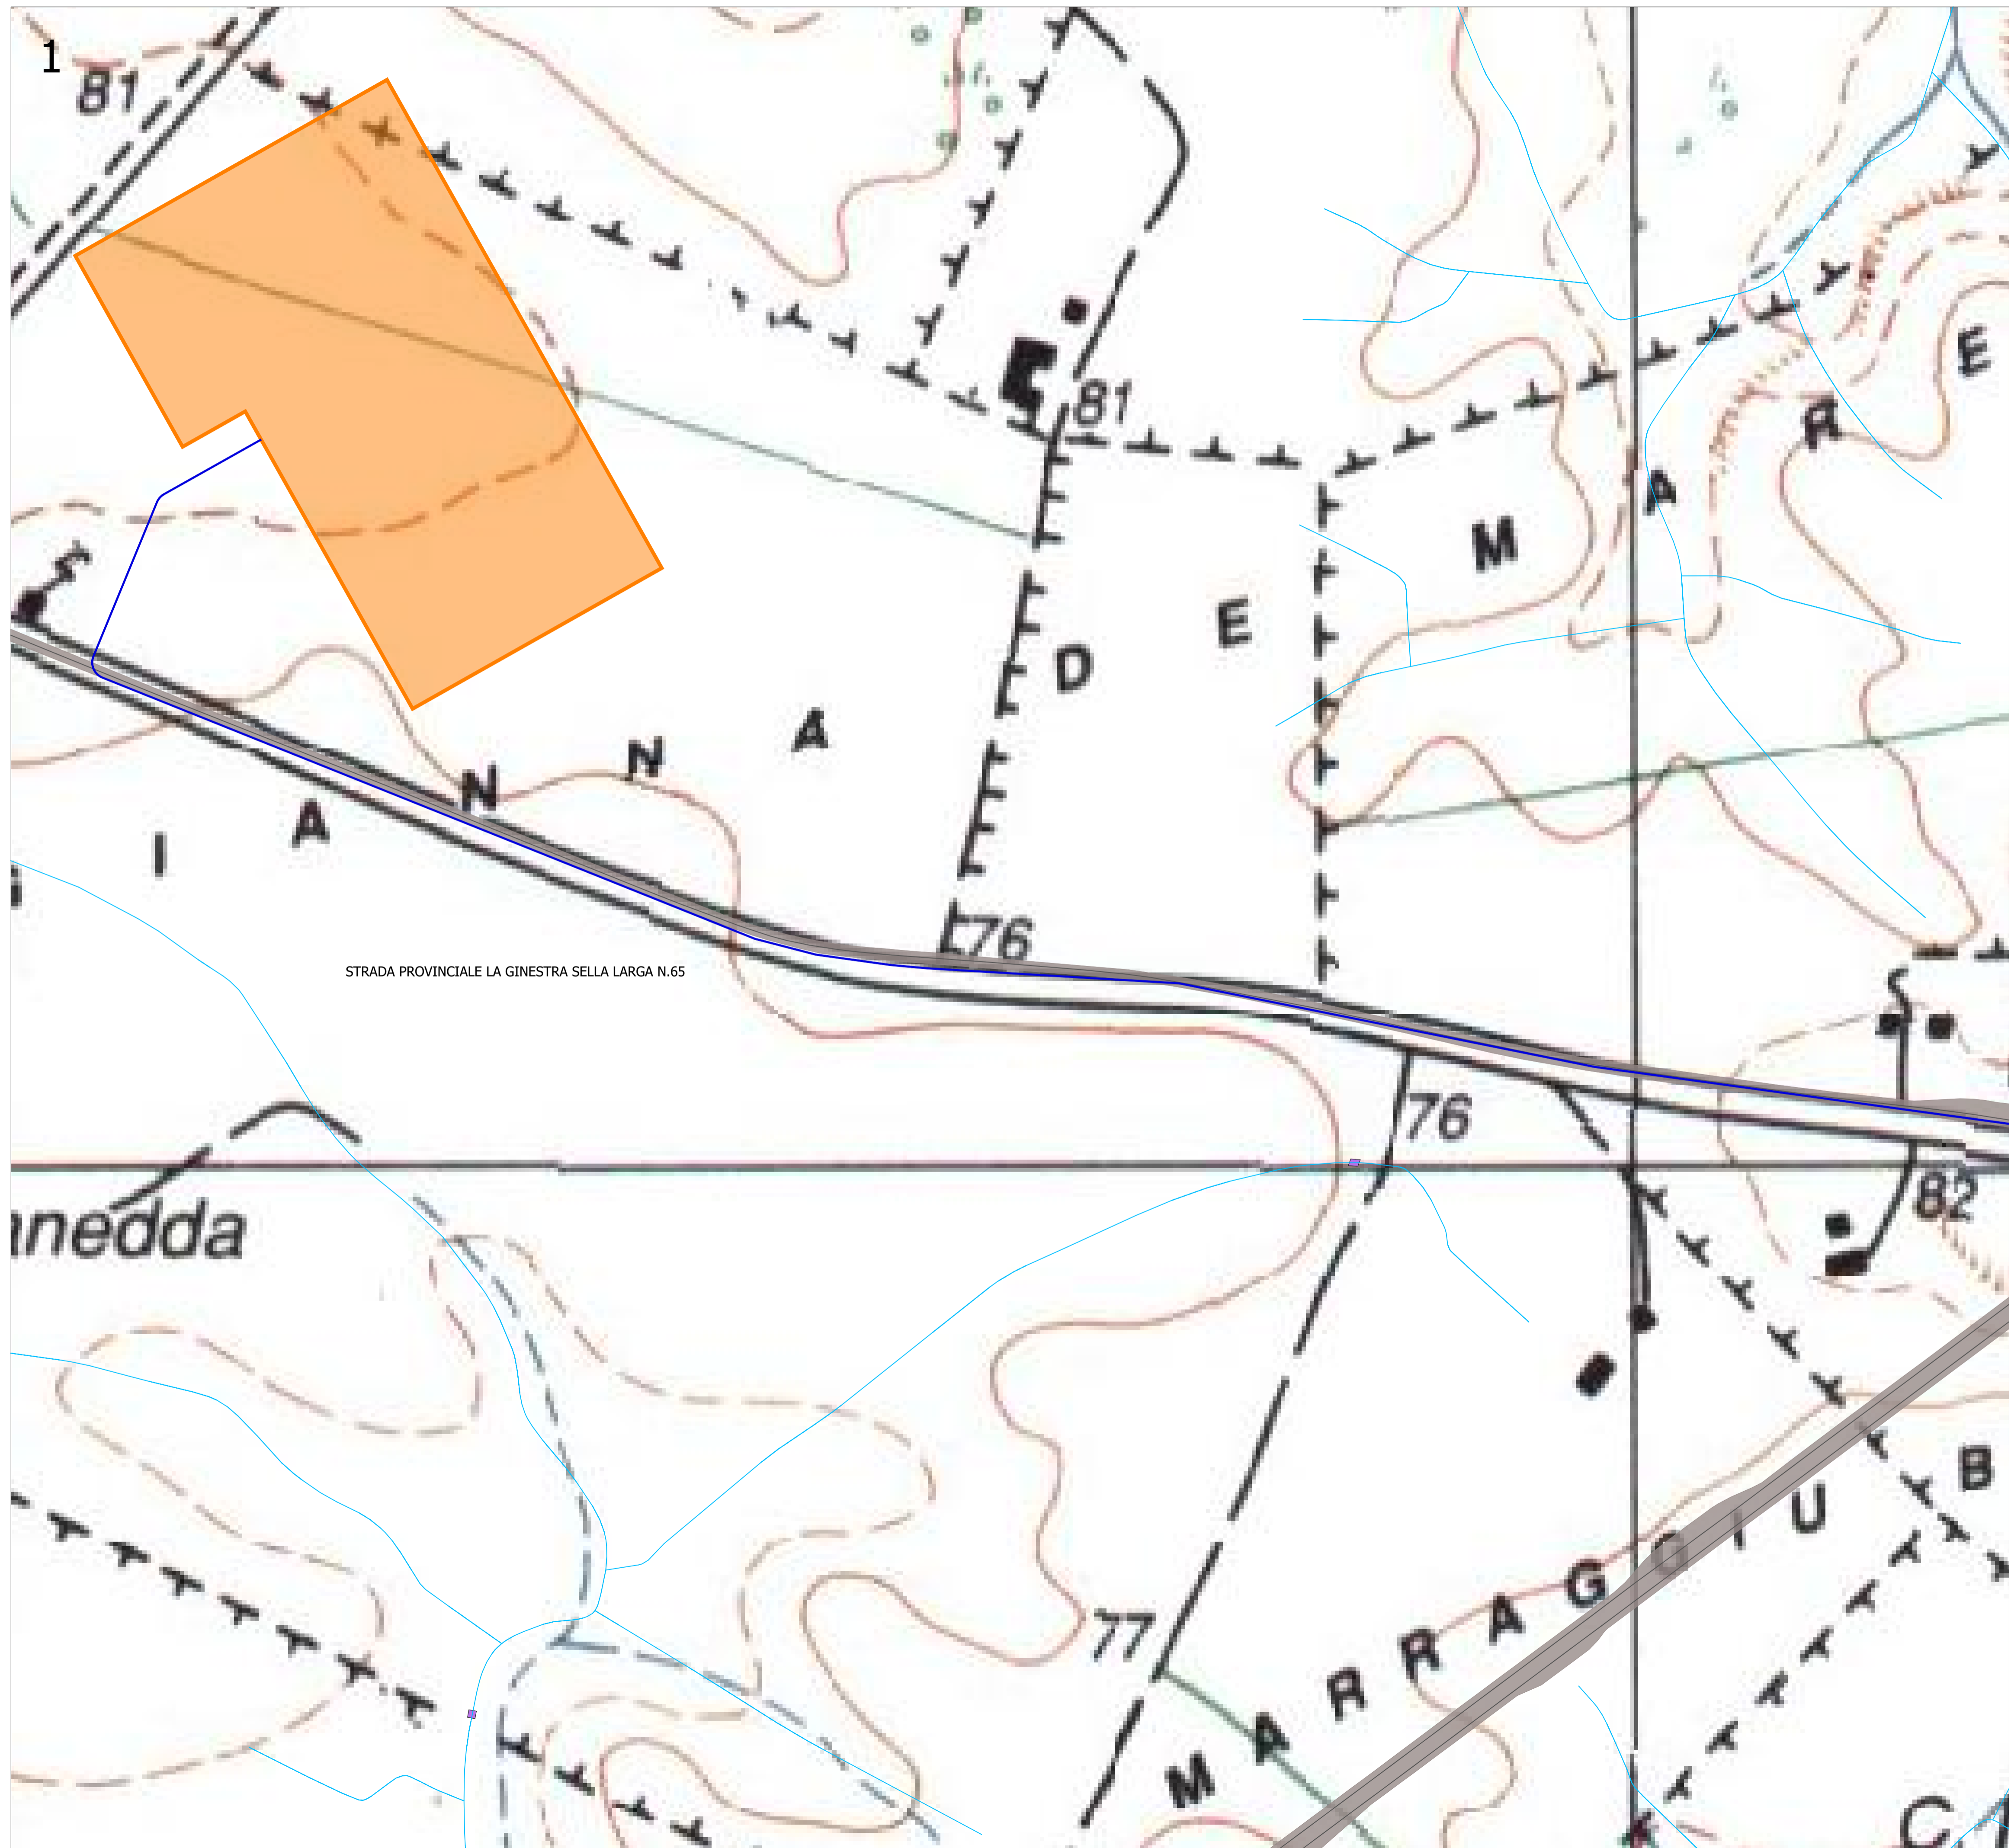 1
81
81
E
R
A
M
E
D
A
N
N
A
I
76
STRADA PROVINCIALE LA GINESTRA SELLA LARGA N.65
76
82
anedda
B
U
I
G
G
A
R
R
A
M
77
C